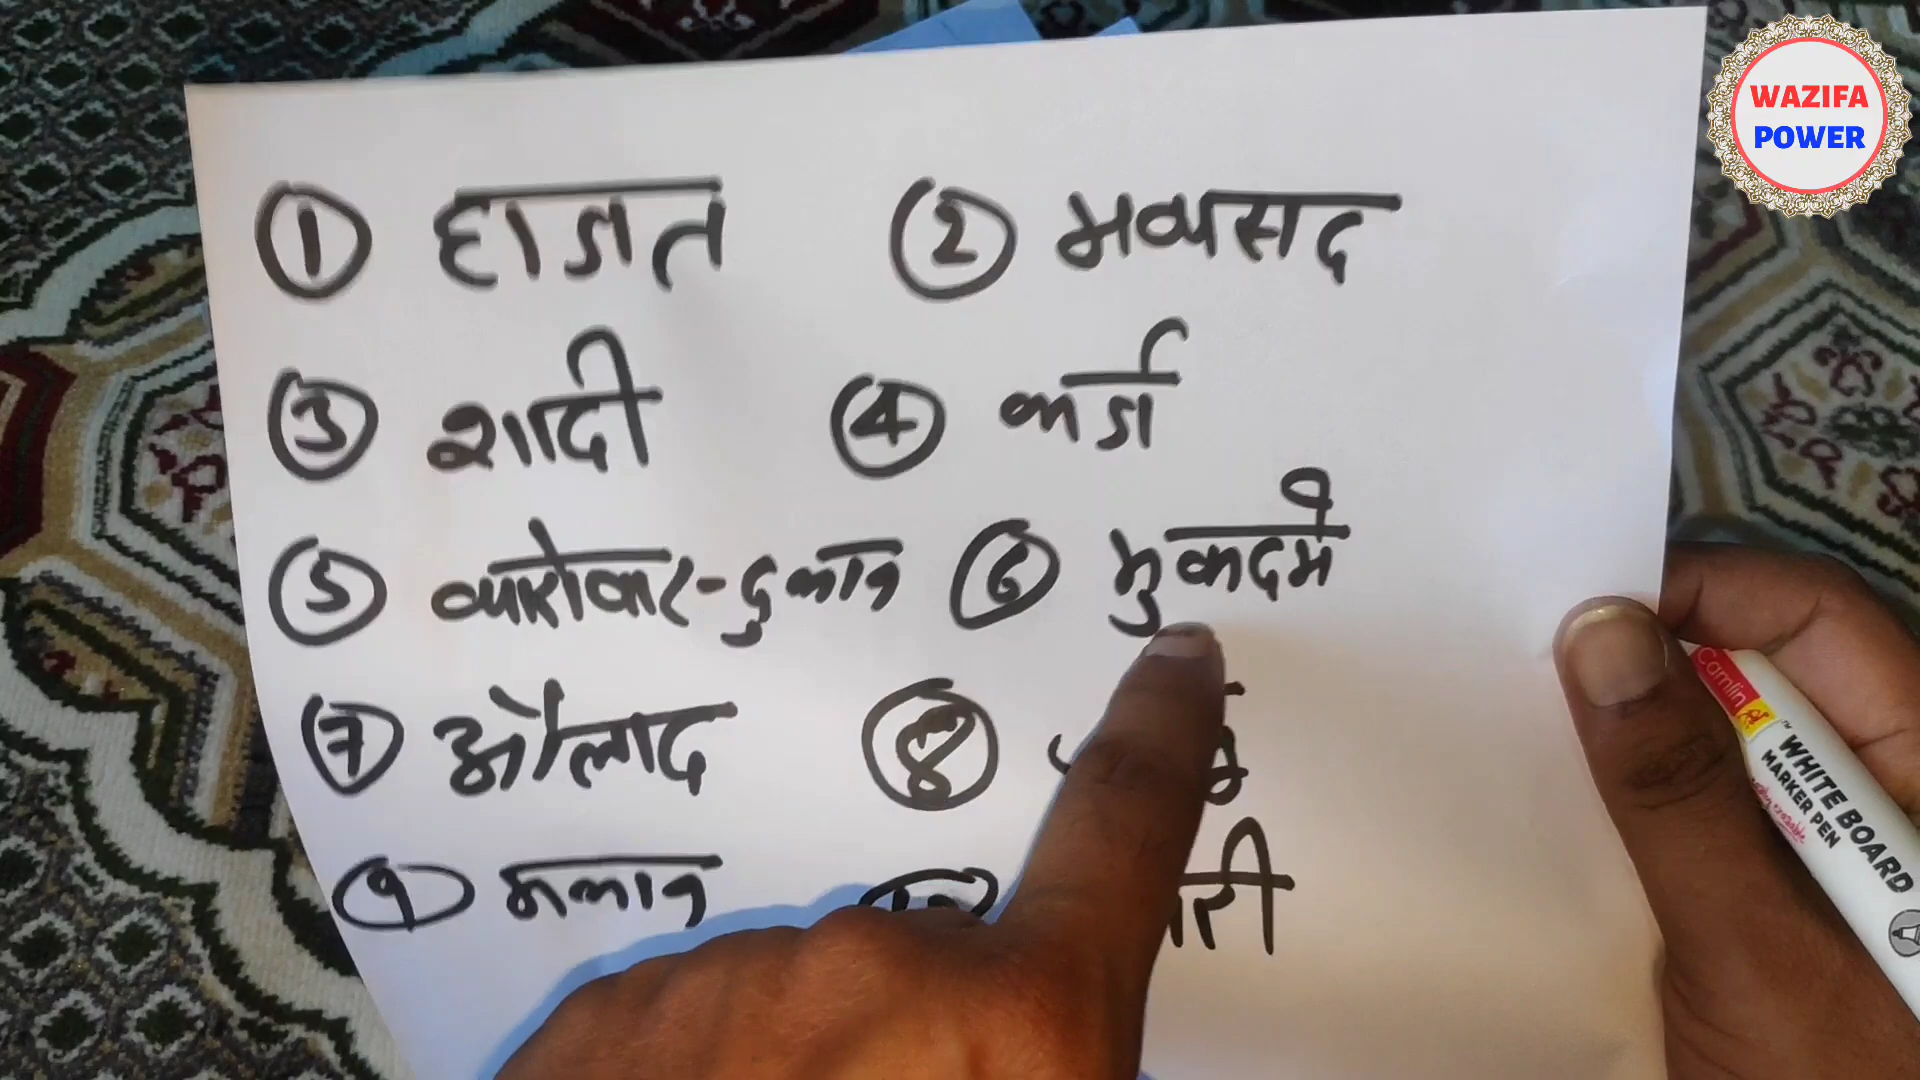 WAZIFA
POWER
① हाजत ② मकसद
③ शादी ④ कर्ज
⑤ कारोबार-दुकान ⑥ मुकदमे
⑦ औलाद ⑧
⑨ मकान
Camlin
WHITE BOARD
MARKER PEN